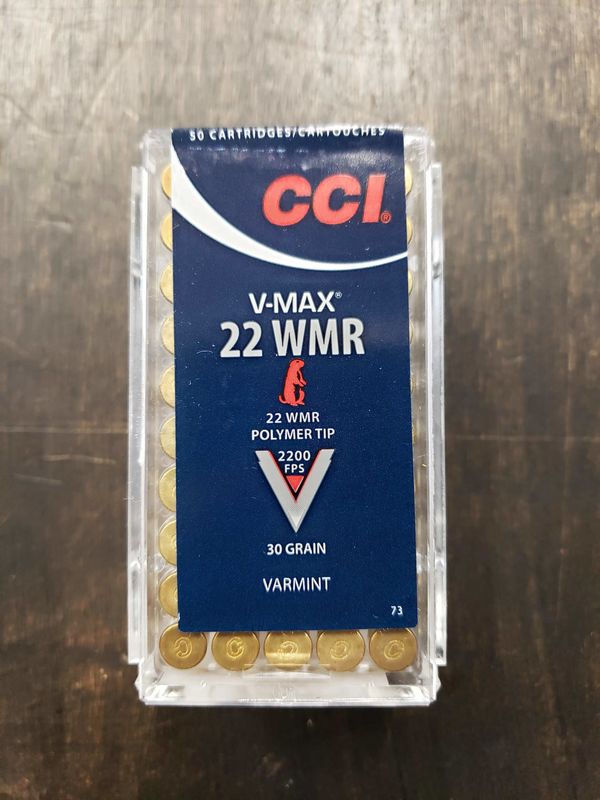 50 CARTRIDGES/CARTOUCHES
CCI®
V-MAX®
22 WMR
22 WMR
POLYMER TIP
2200
FPS
30 GRAIN
VARMINT
73
C C C C C